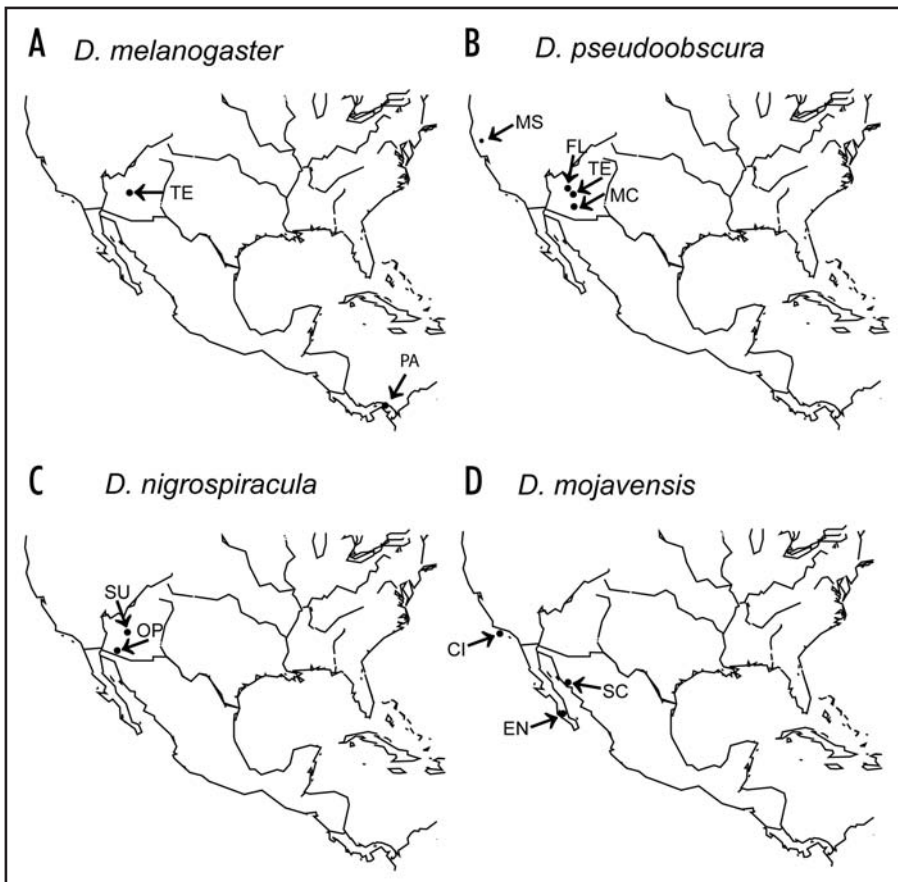 A D. melanogaster
TE
PA
B D. pseudoobscura
MS
FL
TE
MC
C D. nigrospiracula
SU
OP
D D. mojavensis
CI
SC
EN